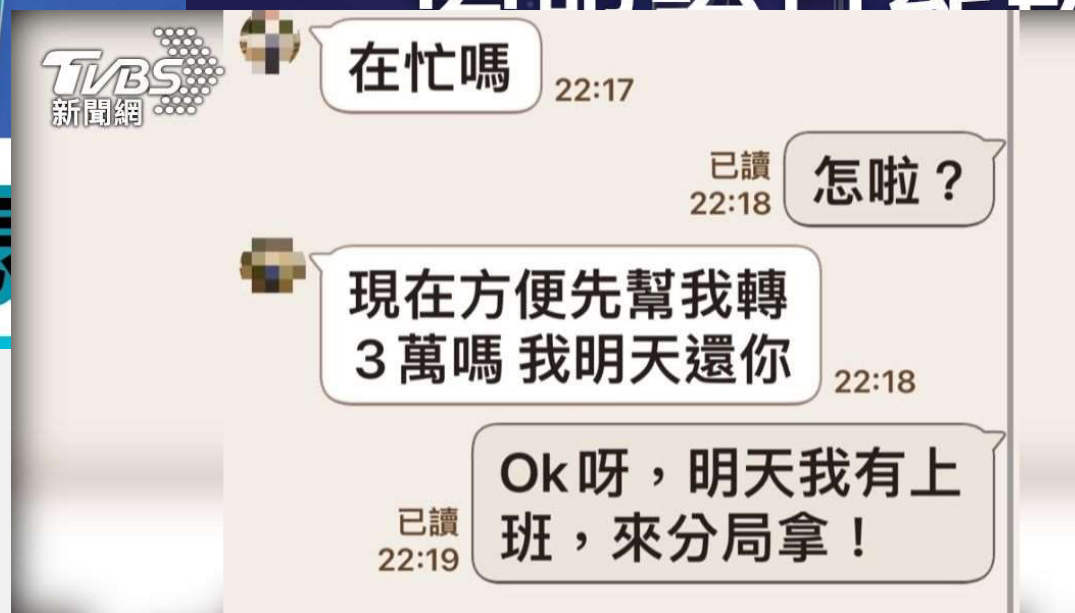 TVBS
新聞網
在忙嗎
22:17
已讀
22:18
怎啦？
現在方便先幫我轉
3萬嗎 我明天還你
22:18
Ok呀，明天我有上
班，來分局拿！
已讀
22:19